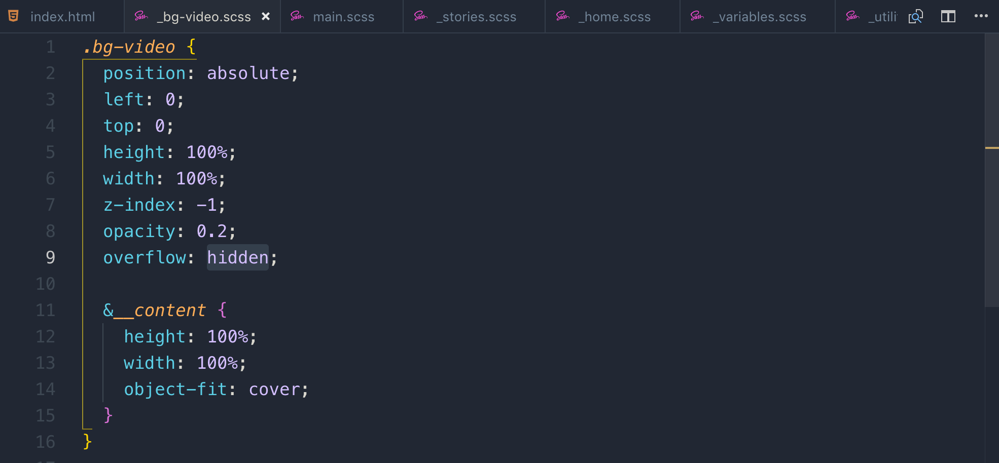 index.html _bg-video.scss × main.scss _stories.scss _home.scss _variables.scss _utili
1 .bg-video {
2 position: absolute;
3 left: 0;
4 top: 0;
5 height: 100%;
6 width: 100%;
7 z-index: -1;
8 opacity: 0.2;
9 overflow: hidden;
10
11 &__content {
12 height: 100%;
13 width: 100%;
14 object-fit: cover;
15 }
16 }